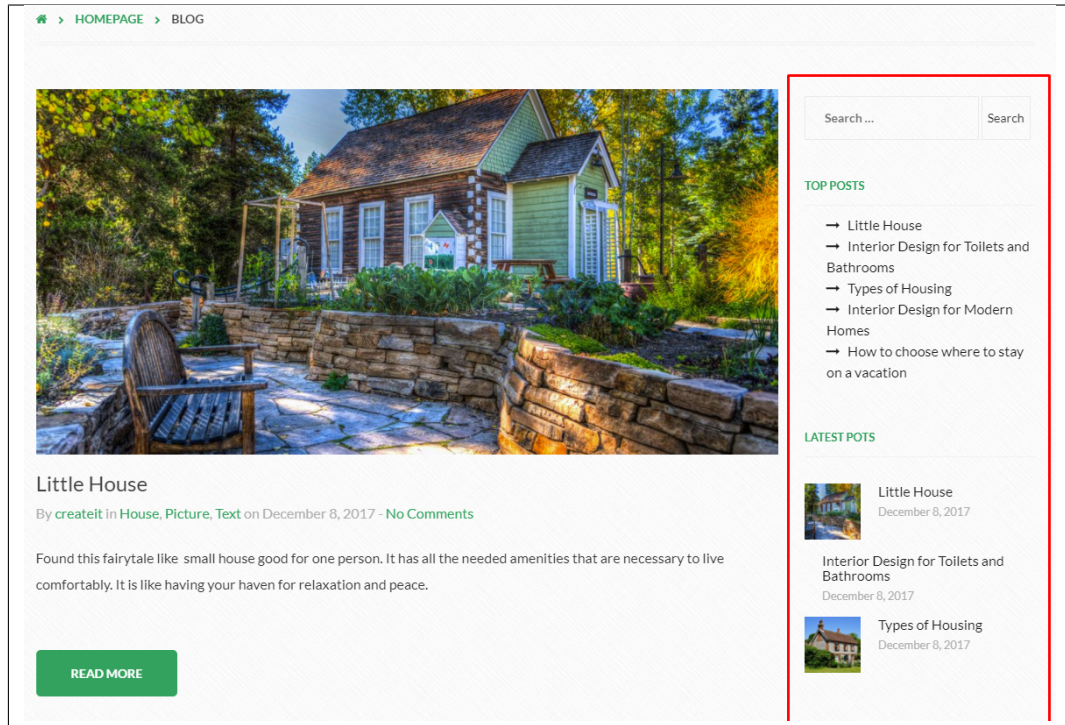 HOMEPAGE > BLOG
Little House
By createit in House, Picture, Text on December 8, 2017 - No Comments
Found this fairytale like small house good for one person. It has all the needed amenities that are necessary to live
comfortably. It is like having your haven for relaxation and peace.
READ MORE
Search ...
Search
TOP POSTS
→ Little House
→ Interior Design for Toilets and
Bathrooms
→ Types of Housing
→ Interior Design for Modern
Homes
→ How to choose where to stay
on a vacation
LATEST POTS
Little House
December 8, 2017
Interior Design for Toilets and
Bathrooms
December 8, 2017
Types of Housing
December 8, 2017